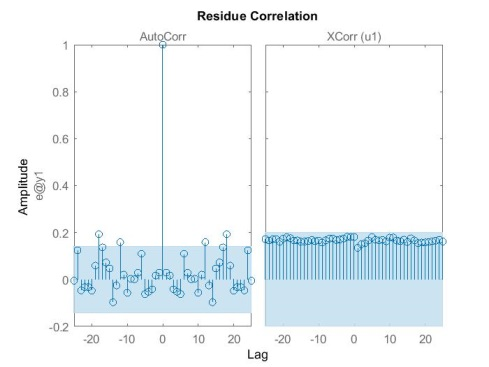 Residue Correlation
AutoCorr XCorr (u1)
1
0.8
0.6
0.4
0.2
0
-0.2
Amplitude
e@y1
-20 -10 0 10 20 -20 -10 0 10 20
Lag